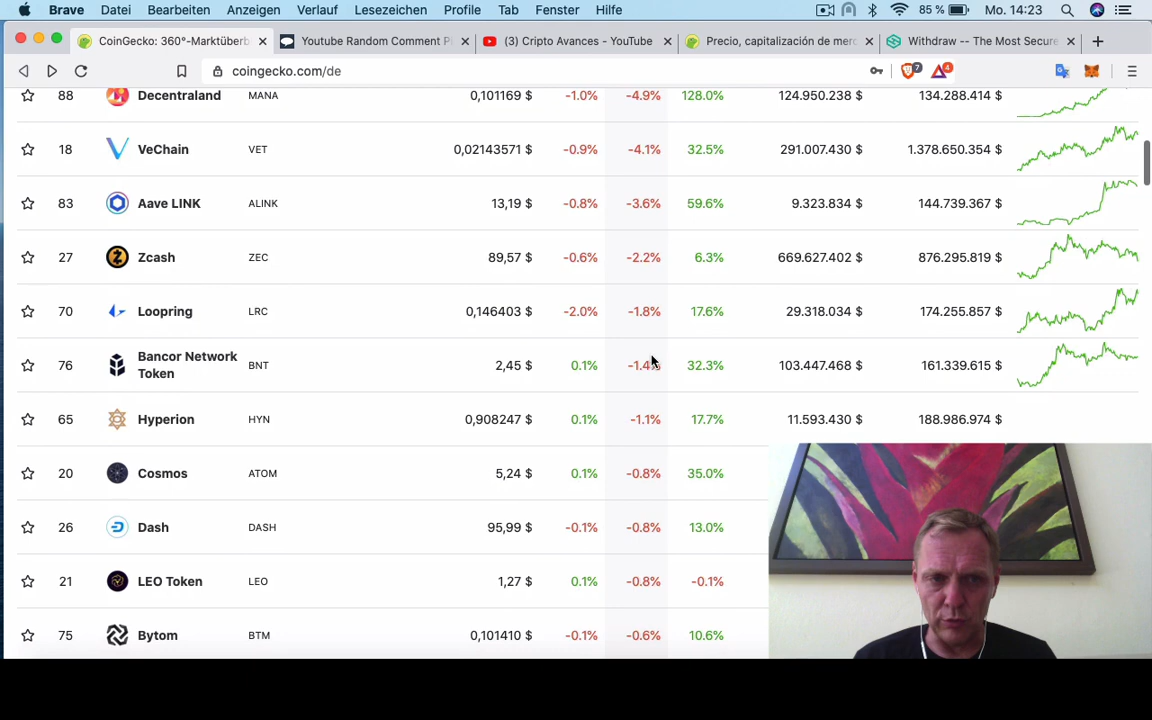 Brave Datei Bearbeiten Anzeigen Verlauf Lesezeichen Profile Tab Fenster Hilfe 85 % Mo. 14:23
CoinGecko: 360°-Marktüberb Youtube Random Comment Pi (3) Cripto Avances - YouTube Precio, capitalización de merc Withdraw -- The Most Secure
coingecko.com/de 7 4
88 Decentraland MANA 0,101169 $ -1.0% -4.9% 128.0% 124.950.238 $ 134.288.414 $
18 VeChain VET 0,02143571 $ -0.9% -4.1% 32.5% 291.007.430 $ 1.378.650.354 $
83 Aave LINK ALINK 13,19 $ -0.8% -3.6% 59.6% 9.323.834 $ 144.739.367 $
27 Zcash ZEC 89,57 $ -0.6% -2.2% 6.3% 669.627.402 $ 876.295.819 $
70 Loopring LRC 0,146403 $ -2.0% -1.8% 17.6% 29.318.034 $ 174.255.857 $
76 Bancor Network Token BNT 2,45 $ 0.1% -1.4% 32.3% 103.447.468 $ 161.339.615 $
65 Hyperion HYN 0,908247 $ 0.1% -1.1% 17.7% 11.593.430 $ 188.986.974 $
20 Cosmos ATOM 5,24 $ 0.1% -0.8% 35.0%
26 Dash DASH 95,99 $ -0.1% -0.8% 13.0%
21 LEO Token LEO 1,27 $ 0.1% -0.8% -0.1%
75 Bytom BTM 0,101410 $ -0.1% -0.6% 10.6%